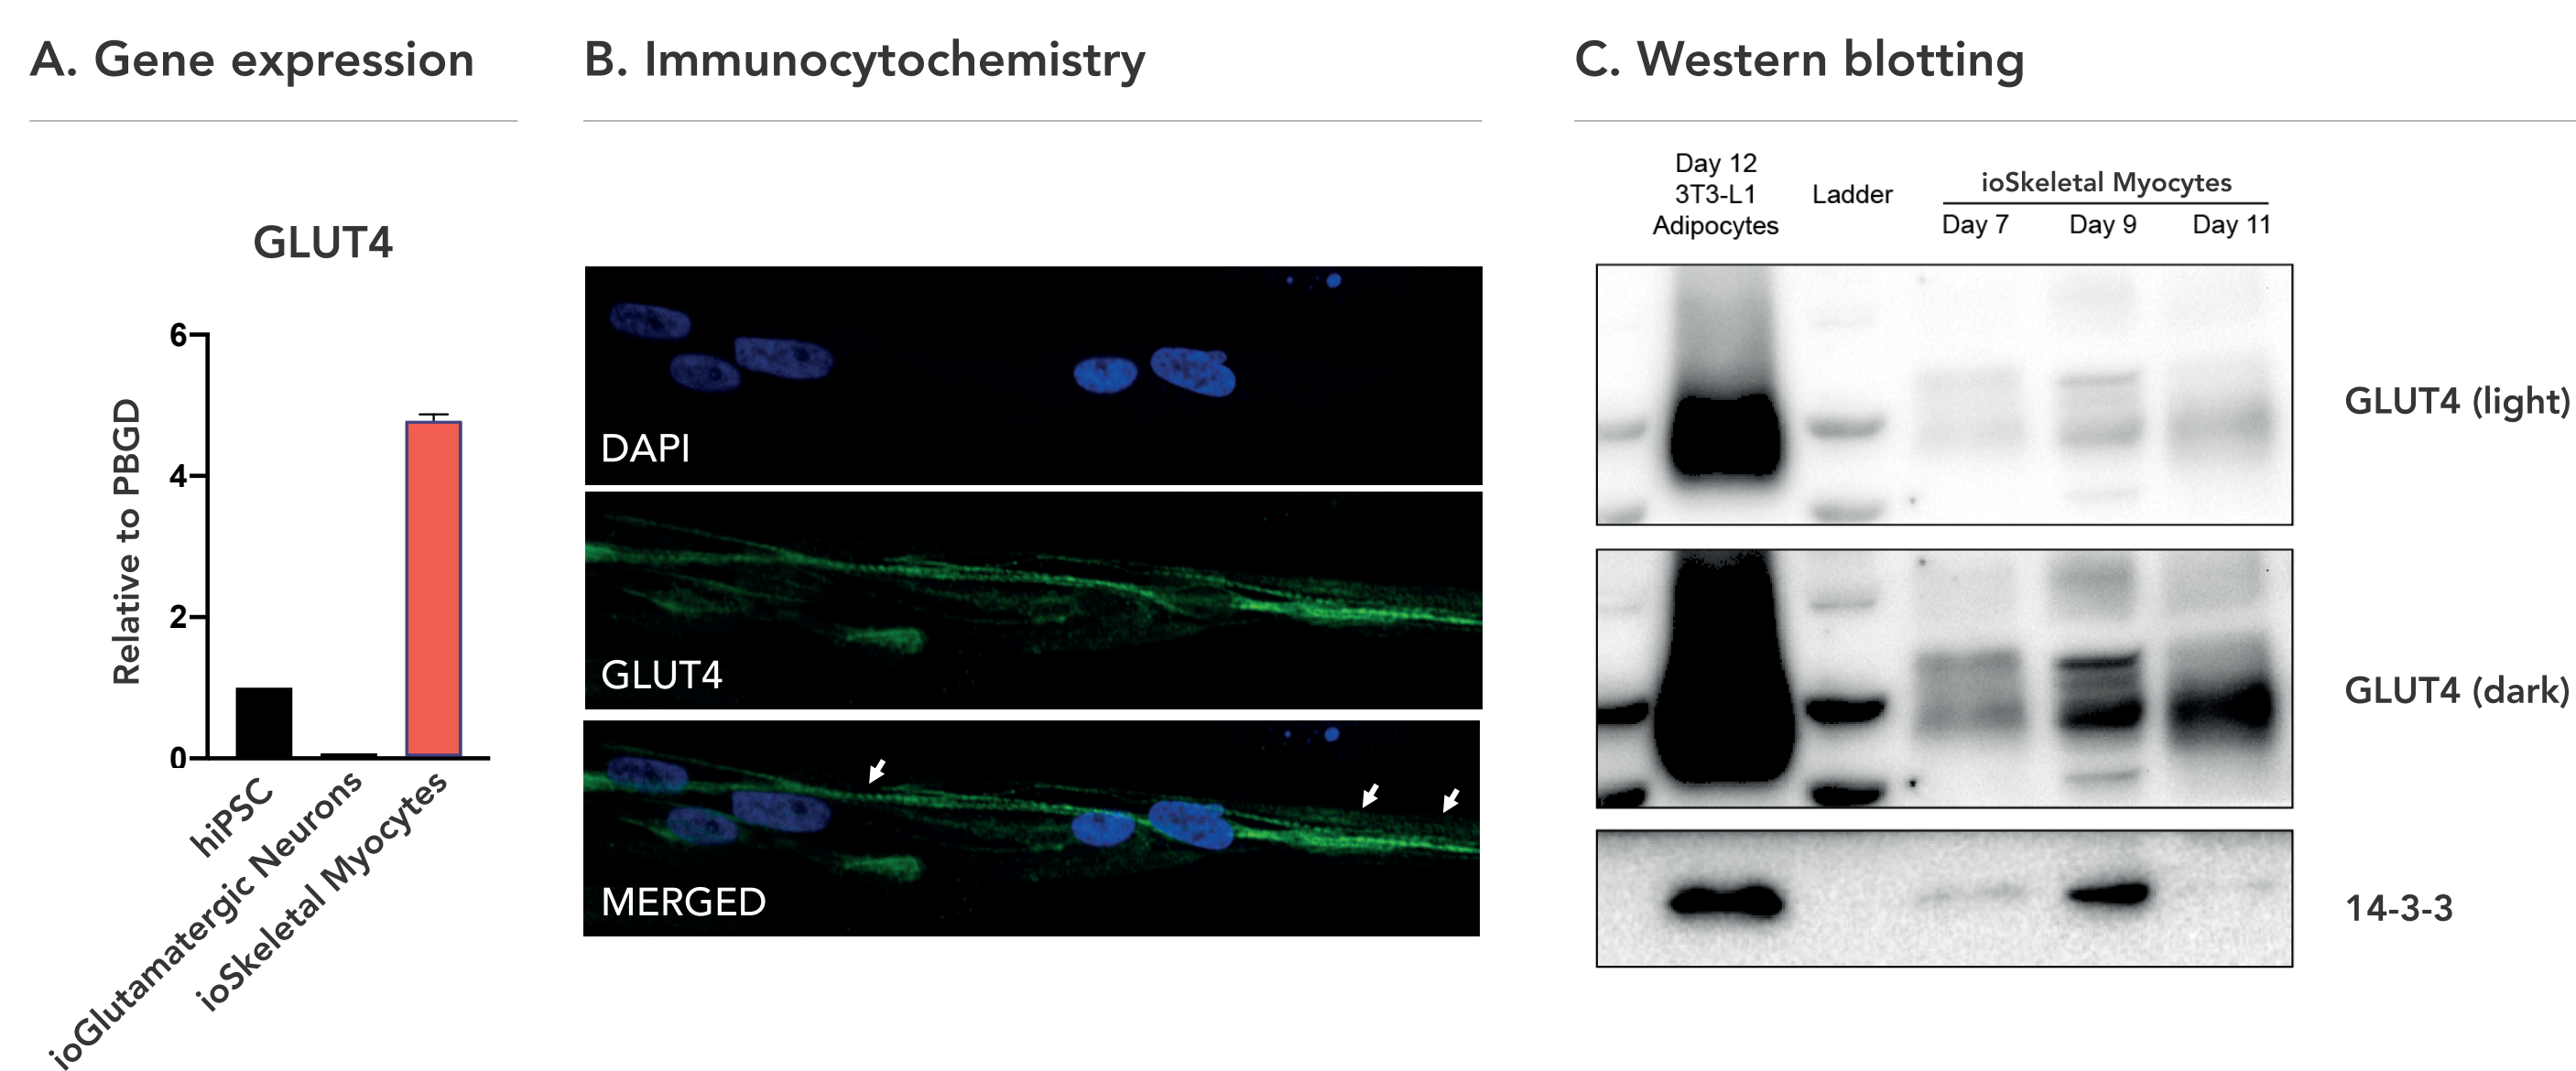 A. Gene expression
GLUT4
6
4
2
0
Relative to PBGD
hiPSC
ioGlutamatergic Neurons
ioSkeletal Myocytes
B. Immunocytochemistry
DAPI
GLUT4
MERGED
C. Western blotting
Day 12
3T3-L1
Adipocytes
Ladder
ioSkeletal Myocytes
Day 7
Day 9
Day 11
GLUT4 (light)
GLUT4 (dark)
14-3-3